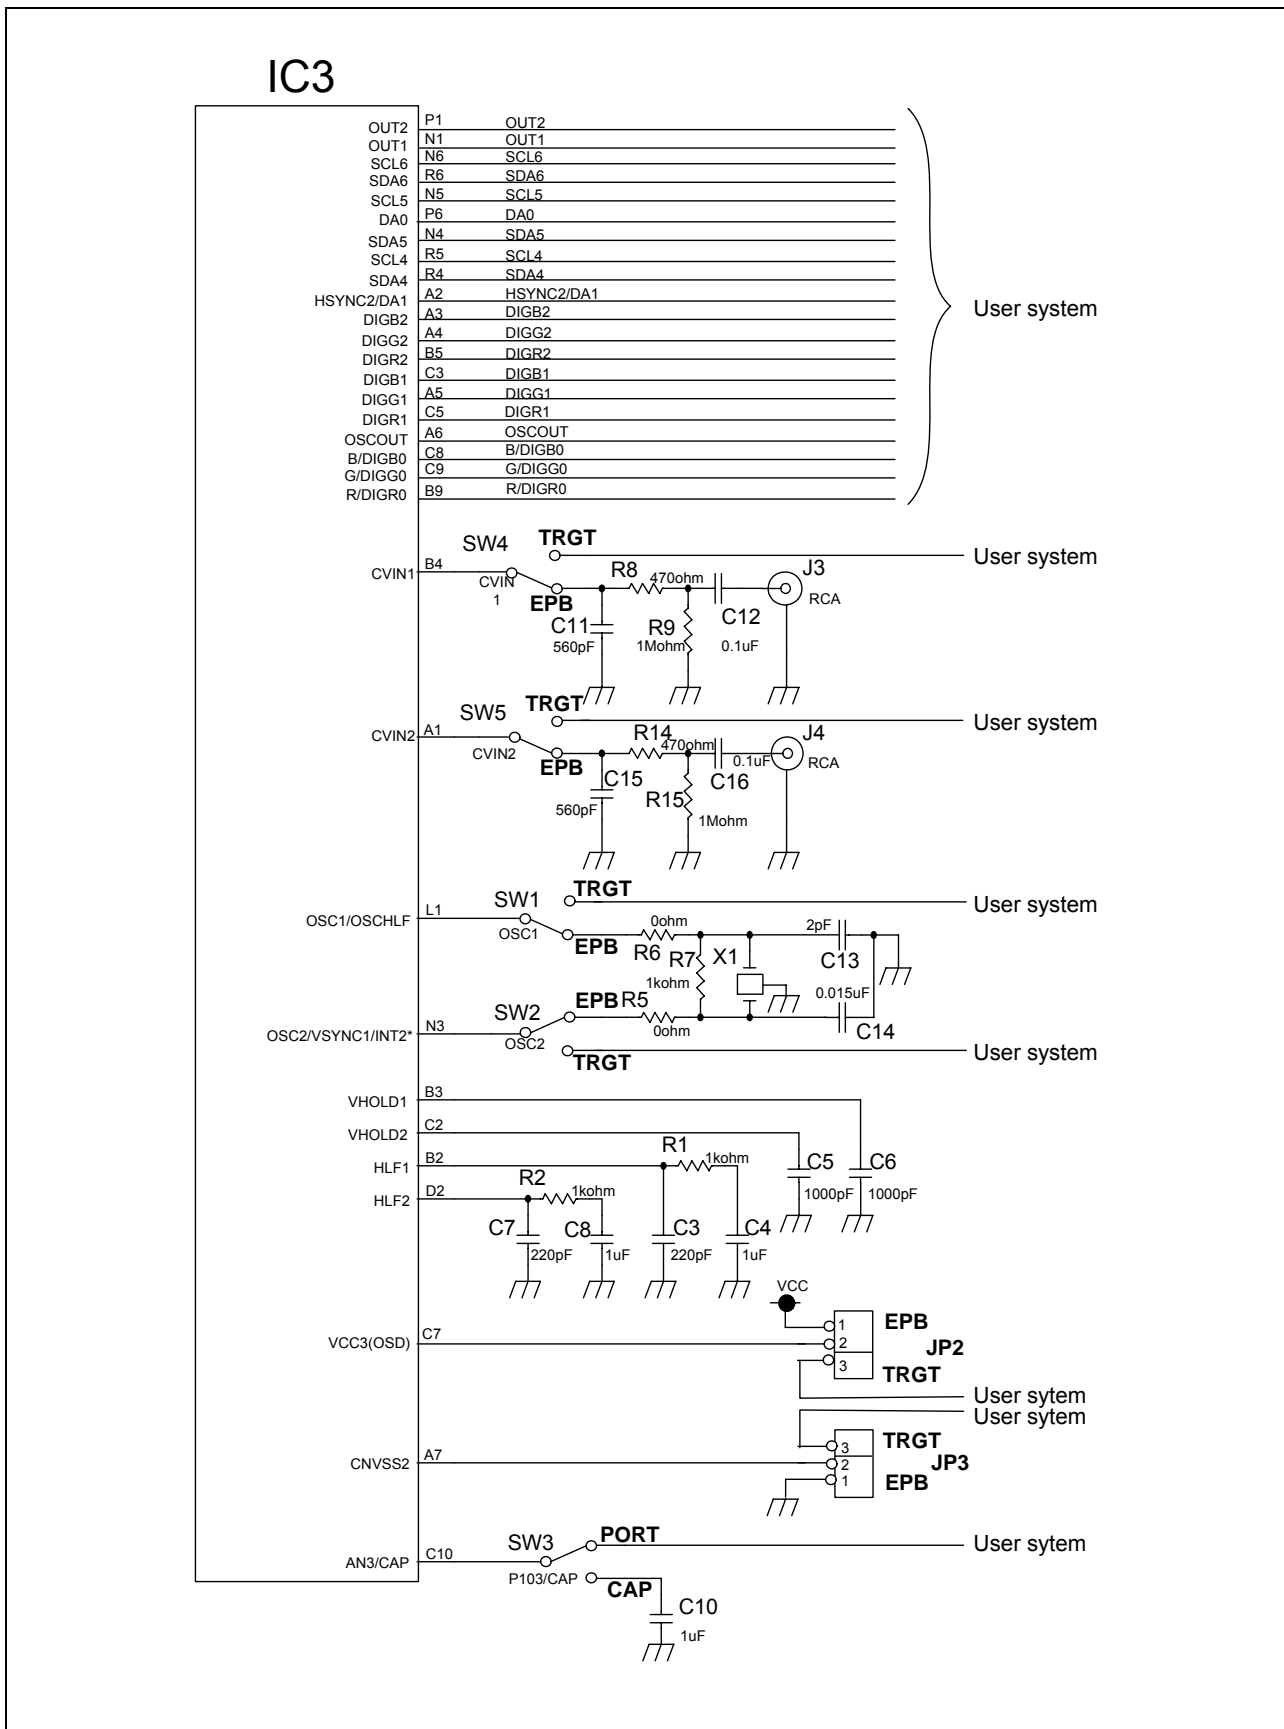 IC3
OUT2 P1 OUT2
OUT1 N1 OUT1
SCL6 N6 SCL6
SDA6 R6 SDA6
SCL5 N5 SCL5
DA0 P6 DA0
SDA5 N4 SDA5
SCL4 R5 SCL4
SDA4 R4 SDA4
HSYNC2/DA1 A2 HSYNC2/DA1
DIGB2 A3 DIGB2
User system
DIGG2 A4 DIGG2
DIGR2 B5 DIGR2
DIGB1 C3 DIGB1
DIGG1 A5 DIGG1
DIGR1 C5 DIGR1
OSCOUT A6 OSCOUT
B/DIGB0 C8 B/DIGB0
G/DIGG0 C9 G/DIGG0
R/DIGR0 B9 R/DIGR0
SW4 TRGT User system
CVIN1 B4 CVIN 1 EPB R8 470ohm J3 RCA
C11 560pF R9 1Mohm C12 0.1uF
SW5 TRGT User system
CVIN2 A1 CVIN2 EPB R14 470ohm J4 RCA
C15 560pF R15 1Mohm C16 0.1uF
SW1 TRGT User system
OSC1/OSCHLF L1 OSC1 EPB 0ohm R6 R7 1kohm X1 2pF C13
SW2 EPB R5 0ohm 0.015uF C14
OSC2/VSYNC1/INT2* N3 OSC2 TRGT User system
VHOLD1 B3
VHOLD2 C2
HLF1 B2 R1 1kohm C5 1000pF C6 1000pF
HLF2 D2 R2 1kohm
C7 220pF C8 1uF C3 220pF C4 1uF
VCC
1 EPB
VCC3(OSD) C7 2 JP2
3 TRGT
User sytem
User sytem
3 TRGT
CNVSS2 A7 2 JP3
1 EPB
SW3 PORT User sytem
AN3/CAP C10 P103/CAP CAP
C10
1uF